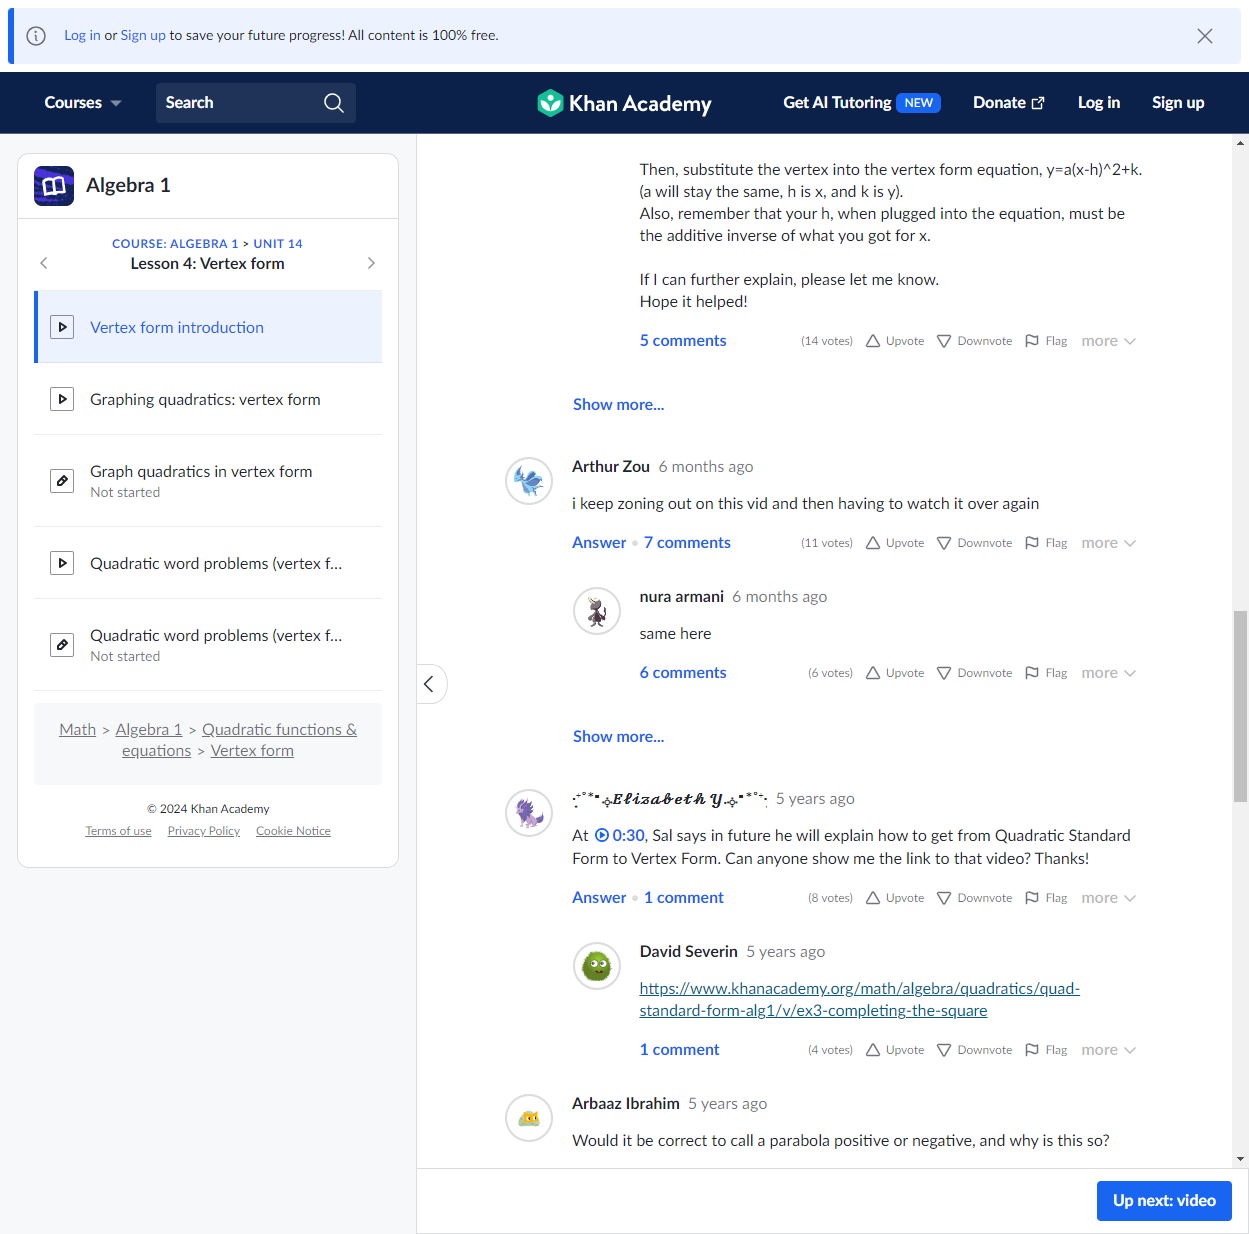 Log in or Sign up to save your future progress! All content is 100% free.
Courses
Search
Khan Academy
Get AI Tutoring NEW
Donate
Log in
Sign up
Algebra 1
COURSE: ALGEBRA 1 > UNIT 14
Lesson 4: Vertex form
Vertex form introduction
Graphing quadratics: vertex form
Graph quadratics in vertex form
Not started
Quadratic word problems (vertex f...
Quadratic word problems (vertex f...
Not started
Math > Algebra 1 > Quadratic functions &
equations > Vertex form
© 2024 Khan Academy
Terms of use Privacy Policy Cookie Notice
Then, substitute the vertex into the vertex form equation, y=a(x-h)^2+k.
(a will stay the same, h is x, and k is y).
Also, remember that your h, when plugged into the equation, must be
the additive inverse of what you got for x.
If I can further explain, please let me know.
Hope it helped!
5 comments (14 votes) Upvote Downvote Flag more
Show more...
Arthur Zou 6 months ago
i keep zoning out on this vid and then having to watch it over again
Answer • 7 comments (11 votes) Upvote Downvote Flag more
nura armani 6 months ago
same here
6 comments (6 votes) Upvote Downvote Flag more
Show more...
𝓔𝓵𝓲𝔃𝓪𝓫𝓮𝓽𝓱 𝓨. 5 years ago
At 0:30, Sal says in future he will explain how to get from Quadratic Standard
Form to Vertex Form. Can anyone show me the link to that video? Thanks!
Answer • 1 comment (8 votes) Upvote Downvote Flag more
David Severin 5 years ago
https://www.khanacademy.org/math/algebra/quadratics/quad-
standard-form-alg1/v/ex3-completing-the-square
1 comment (4 votes) Upvote Downvote Flag more
Arbaaz Ibrahim 5 years ago
Would it be correct to call a parabola positive or negative, and why is this so?
Up next: video